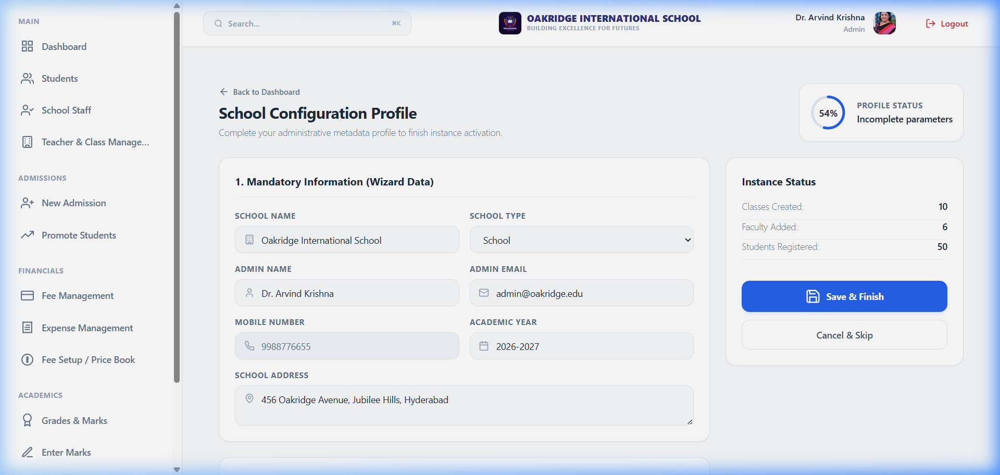 MAIN
Dashboard
Students
School Staff
Teacher & Class Manage...
ADMISSIONS
New Admission
Promote Students
FINANCIALS
Fee Management
Expense Management
Fee Setup / Price Book
ACADEMICS
Grades & Marks
Enter Marks
Search...
⌘K
OAKRIDGE INTERNATIONAL SCHOOL
BUILDING EXCELLENCE FOR FUTURES
Dr. Arvind Krishna
Admin
Logout
Back to Dashboard
School Configuration Profile
Complete your administrative metadata profile to finish instance activation.
54%
PROFILE STATUS
Incomplete parameters
1. Mandatory Information (Wizard Data)
SCHOOL NAME
Oakridge International School
SCHOOL TYPE
School
ADMIN NAME
Dr. Arvind Krishna
ADMIN EMAIL
admin@oakridge.edu
MOBILE NUMBER
9988776655
ACADEMIC YEAR
2026-2027
SCHOOL ADDRESS
456 Oakridge Avenue, Jubilee Hills, Hyderabad
Instance Status
Classes Created: 10
Faculty Added: 6
Students Registered: 50
Save & Finish
Cancel & Skip